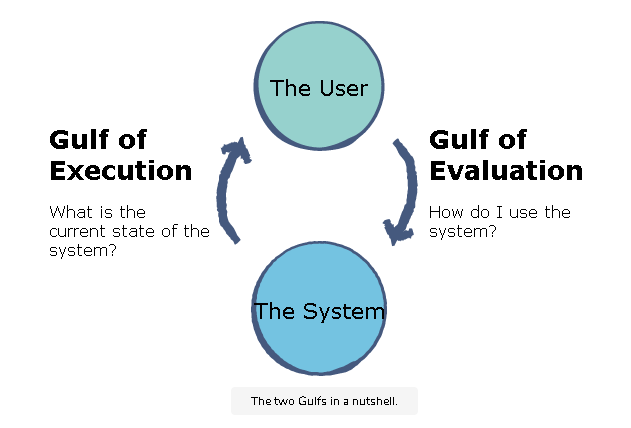 The User
Gulf of
Execution
What is the
current state of the
system?
Gulf of
Evaluation
How do I use the
system?
The System
The two Gulfs in a nutshell.